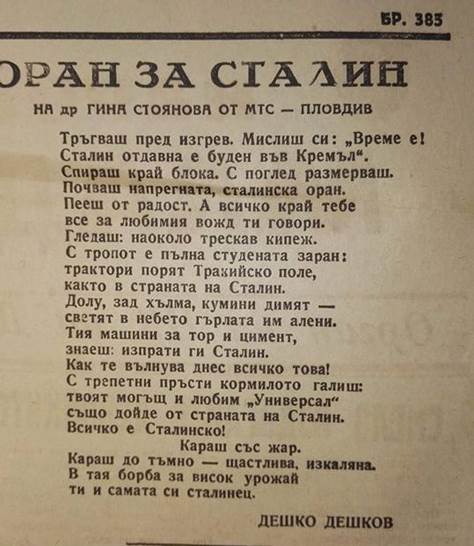 БР. 385
ОРАН ЗА СТАЛИН
НА др ГИНА СТОЯНОВА ОТ МТС — ПЛОВДИВ
Тръгваш пред изгрев. Мислиш си: „Време е!
Сталин отдавна е буден във Кремъл“.
Спираш край блока. С поглед размерваш.
Почваш напрегната, сталинска оран.
Пееш от радост. А всичко край тебе
все за любимия вожд ти говори.
Гледаш: наоколо трескав кипеж.
С тропот е пълна студената заран:
трактори порят Тракийско поле,
както в страната на Сталин.
Долу, зад хълма, кумини димят —
светят в небето гърлата им алени.
Тия машини за тор и цимент,
знаеш: изпрати ги Сталин.
Как те вълнува днес всичко това!
С трепетни пръсти кормилото галиш:
твоят могъщ и любим „Универсал“
също дойде от страната на Сталин.
Всичко е Сталинско!
Караш със жар.
Караш до тъмно — щастлива, изкаляна.
В тая борба за висок урожай
ти и самата си сталинец.
ДЕШКО ДЕШКОВ